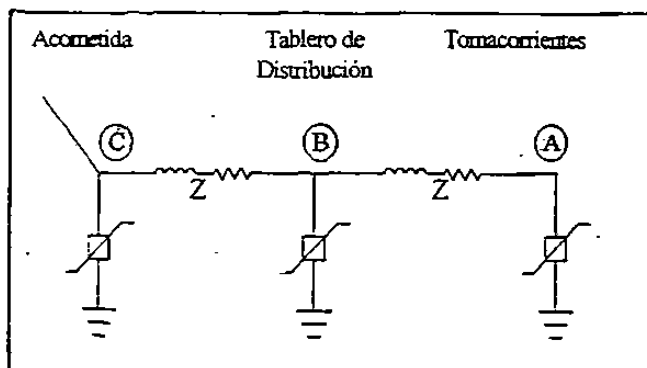 Acometida
Tablero de
Distribución
Tomacorrientes
C
B
A
Z
Z